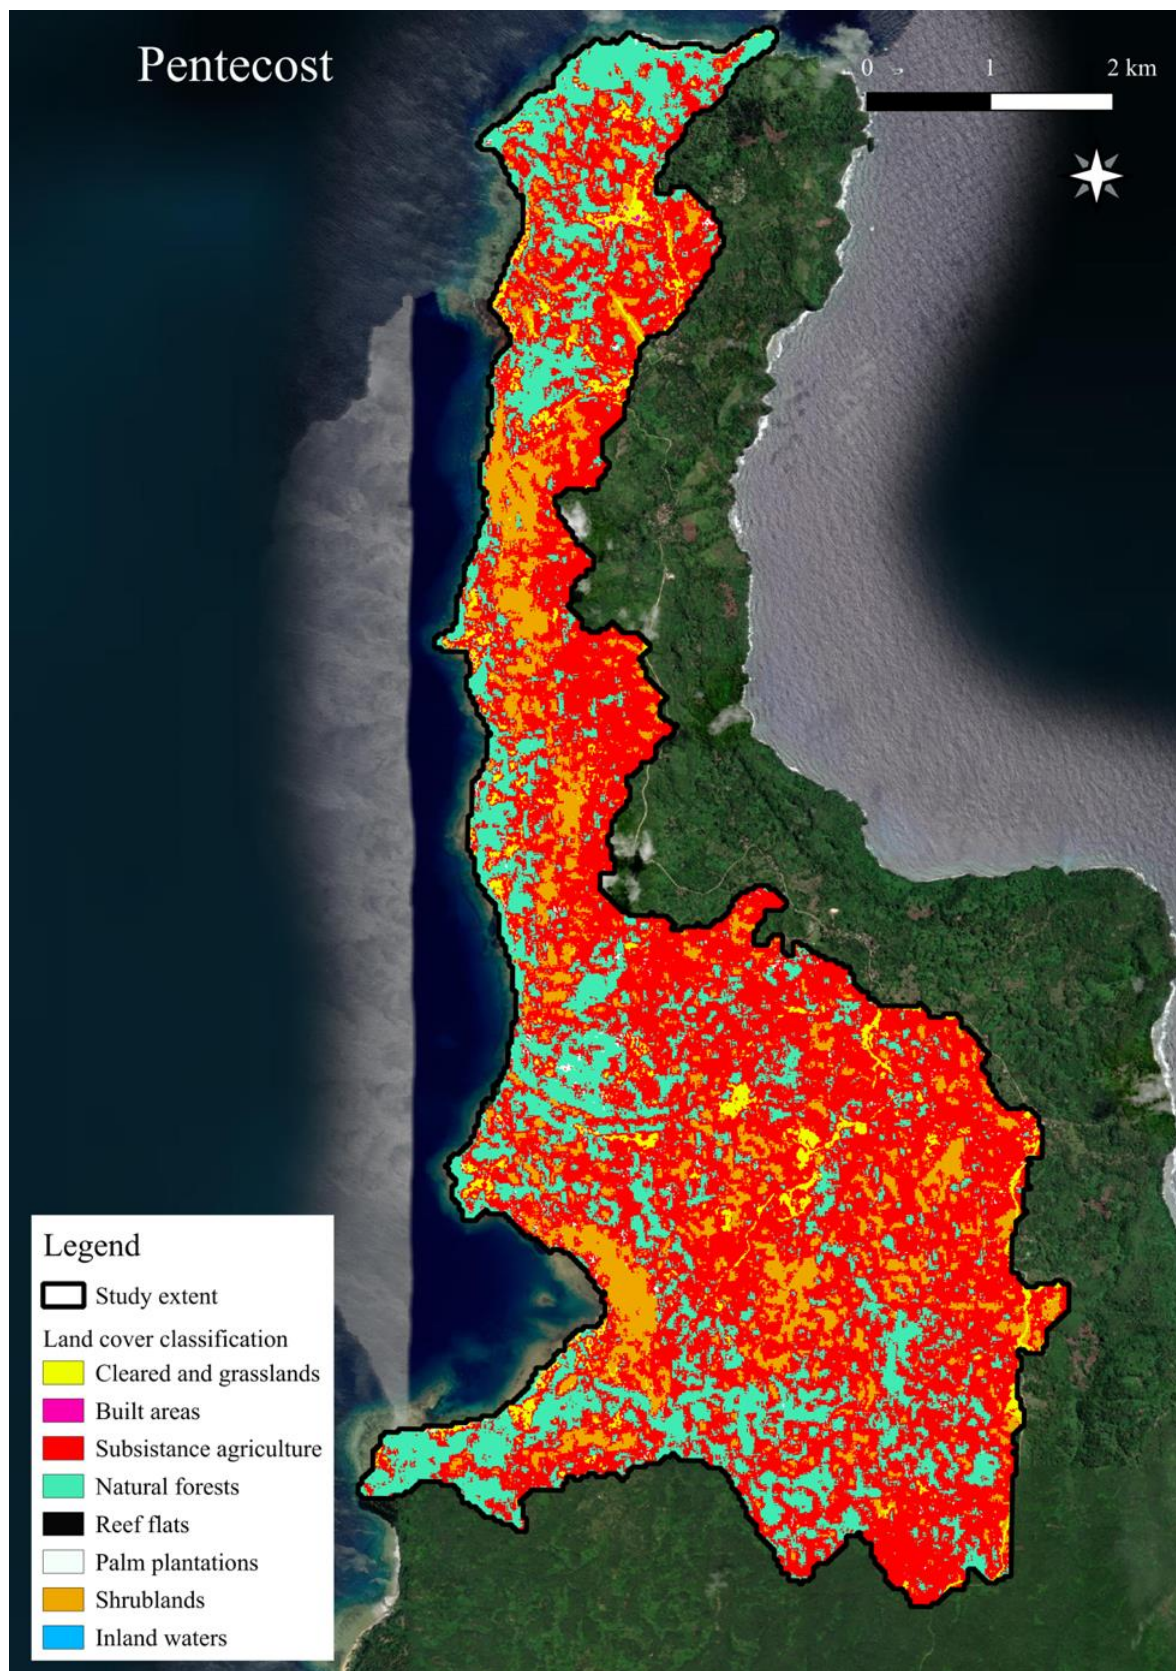 Pentecost
0 1 2 km
Legend
Study extent
Land cover classification
Cleared and grasslands
Built areas
Subsistance agriculture
Natural forests
Reef flats
Palm plantations
Shrublands
Inland waters